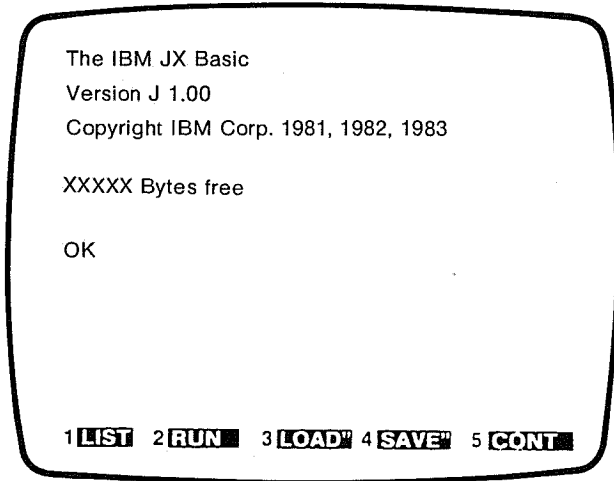 The IBM JX Basic
Version J 1.00
Copyright IBM Corp. 1981, 1982, 1983
XXXXX Bytes free
OK
1 LIST 2 RUN 3 LOAD" 4 SAVE" 5 CONT